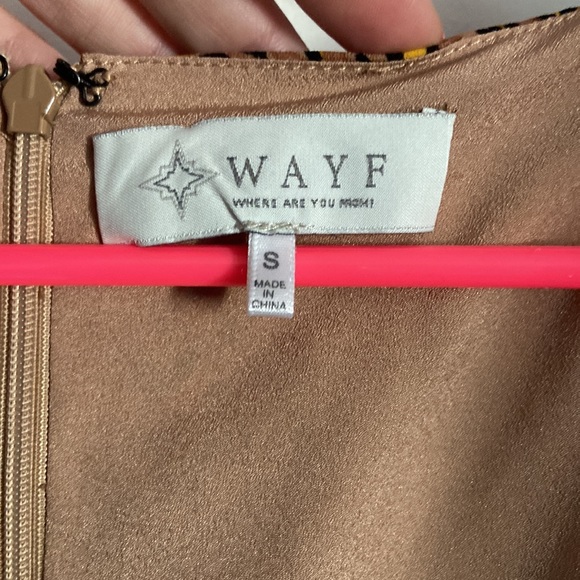 WAYF
WHERE ARE YOU FROM?
S
MADE
IN
CHINA